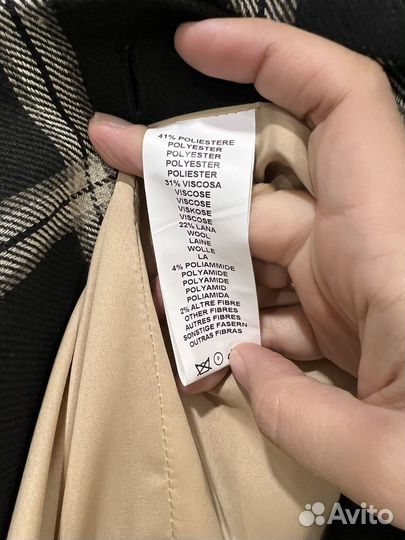 41% POLIESTERE
POLYESTER
POLYESTER
POLYESTER
POLIESTER
31% VISCOSA
VISCOSE
VISCOSE
VISKOSE
VISCOSE
22% LANA
WOOL
LAINE
WOLLE
LA
4% POLIAMMIDE
POLYAMIDE
POLYAMIDE
POLYAMID
POLIAMIDA
2% ALTRE FIBRE
OTHER FIBRES
AUTRES FIBRES
SONSTIGE FASERN
OUTRAS FIBRAS
Avito